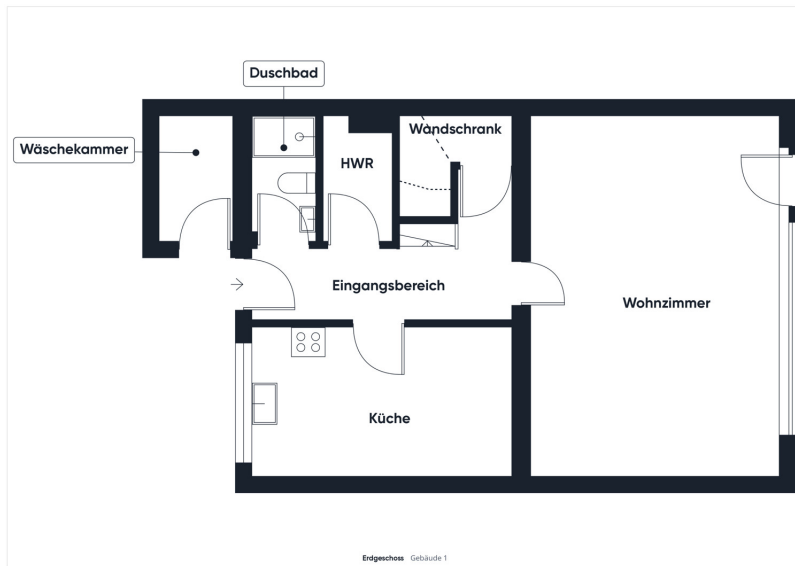 Duschbad
Wandschrank
Wäschekammer
HWR
Eingangsbereich
Wohnzimmer
Küche
Erdgeschoss Gebäude 1